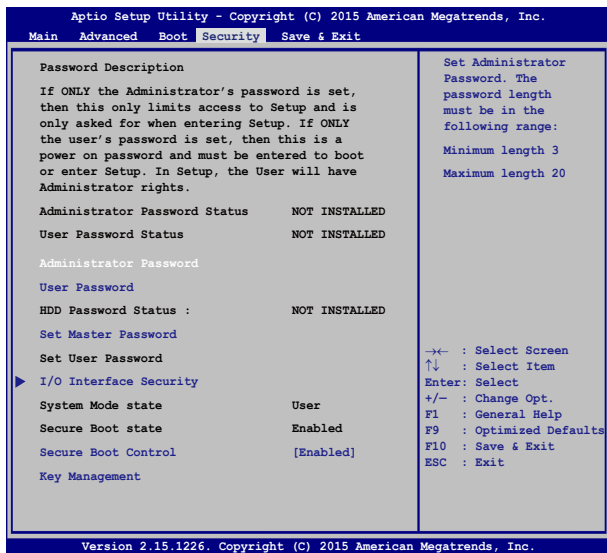 Aptio Setup Utility - Copyright (C) 2015 American Megatrends, Inc.
Main Advanced Boot Security Save & Exit
Password Description
If ONLY the Administrator's password is set,
then this only limits access to Setup and is
only asked for when entering Setup. If ONLY
the user's password is set, then this is a
power on password and must be entered to boot
or enter Setup. In Setup, the User will have
Administrator rights.
Administrator Password Status NOT INSTALLED
User Password Status NOT INSTALLED
Administrator Password
User Password
HDD Password Status : NOT INSTALLED
Set Master Password
Set User Password
I/O Interface Security
System Mode state User
Secure Boot state Enabled
Secure Boot Control [Enabled]
Key Management
Set Administrator
Password. The
password length
must be in the
following range:
Minimum length 3
Maximum length 20
→← : Select Screen
↑↓ : Select Item
Enter: Select
+/— : Change Opt.
F1 : General Help
F9 : Optimized Defaults
F10 : Save & Exit
ESC : Exit
Version 2.15.1226. Copyright (C) 2015 American Megatrends, Inc.